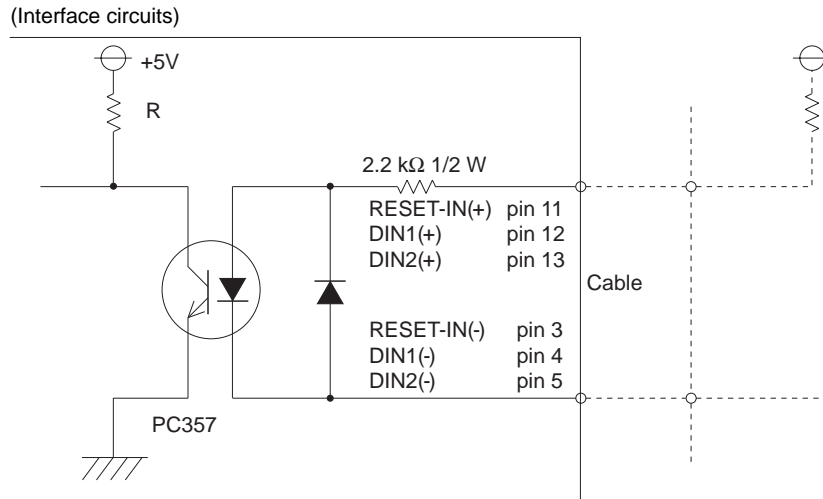 (Interface circuits)
+5V
R
2.2 kΩ 1/2 W
RESET-IN(+) pin 11
DIN1(+) pin 12
DIN2(+) pin 13
Cable
RESET-IN(-) pin 3
DIN1(-) pin 4
DIN2(-) pin 5
PC357